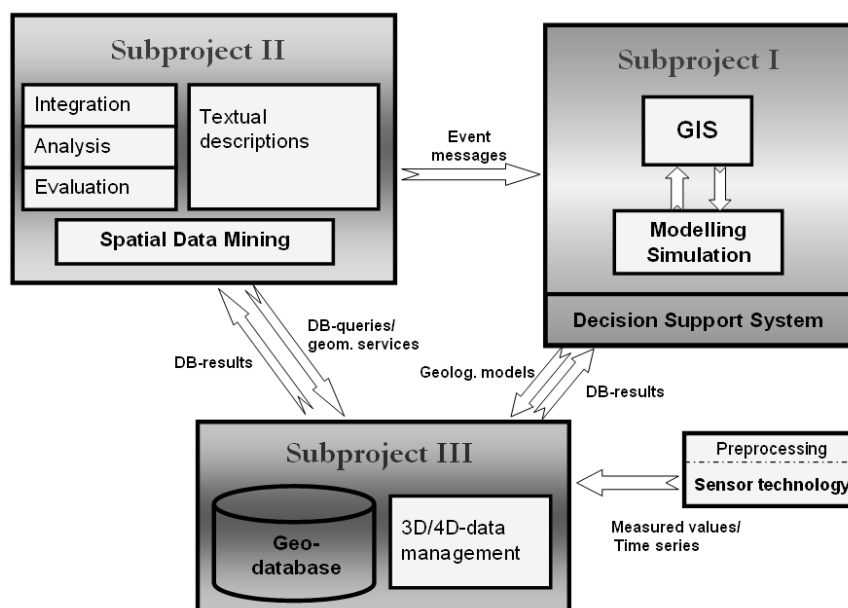 Subproject II
Integration
Analysis
Evaluation
Textual
descriptions
Spatial Data Mining
Event
messages
Subproject I
GIS
Modelling
Simulation
Decision Support System
DB-queries/
geom. services
DB-results
Geolog. models
DB-results
Subproject III
Geo-
database
3D/4D-data
management
Preprocessing
Sensor technology
Measured values/
Time series